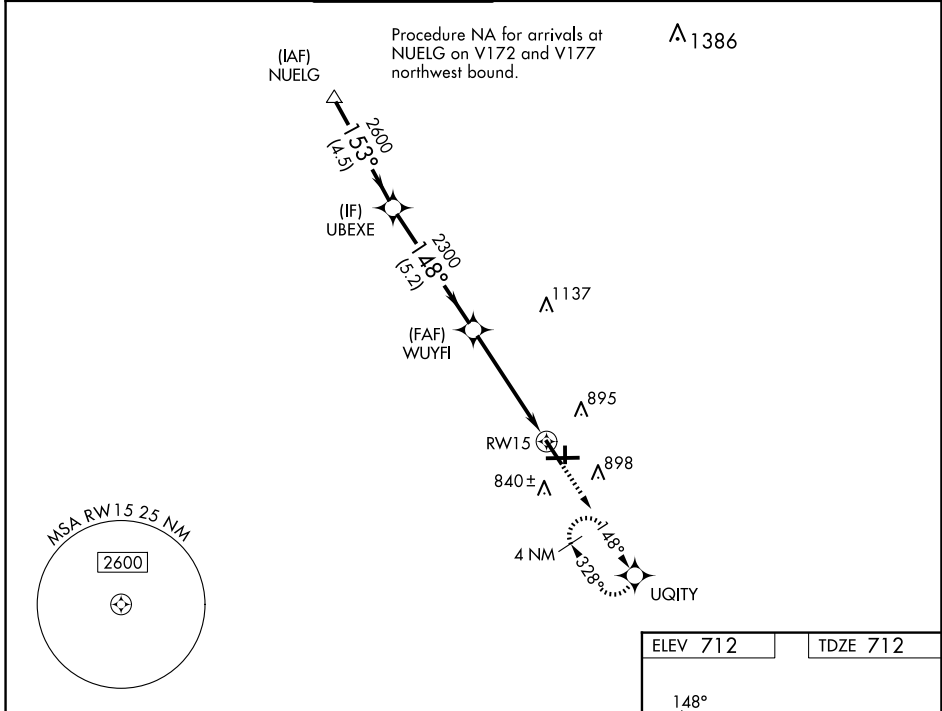 Procedure NA for arrivals at
NUELG on V172 and V177
northwest bound.
1386
(IAF)
NUELG
2600
153°
(4.5)
(IF)
UBEXE
2300
148°
(5.2)
1137
(FAF)
WUYFI
895
RW15
898
840±
MSA RW15 25 NM
2600
4 NM
148°
328°
UQITY
ELEV 712
TDZE 712
148°